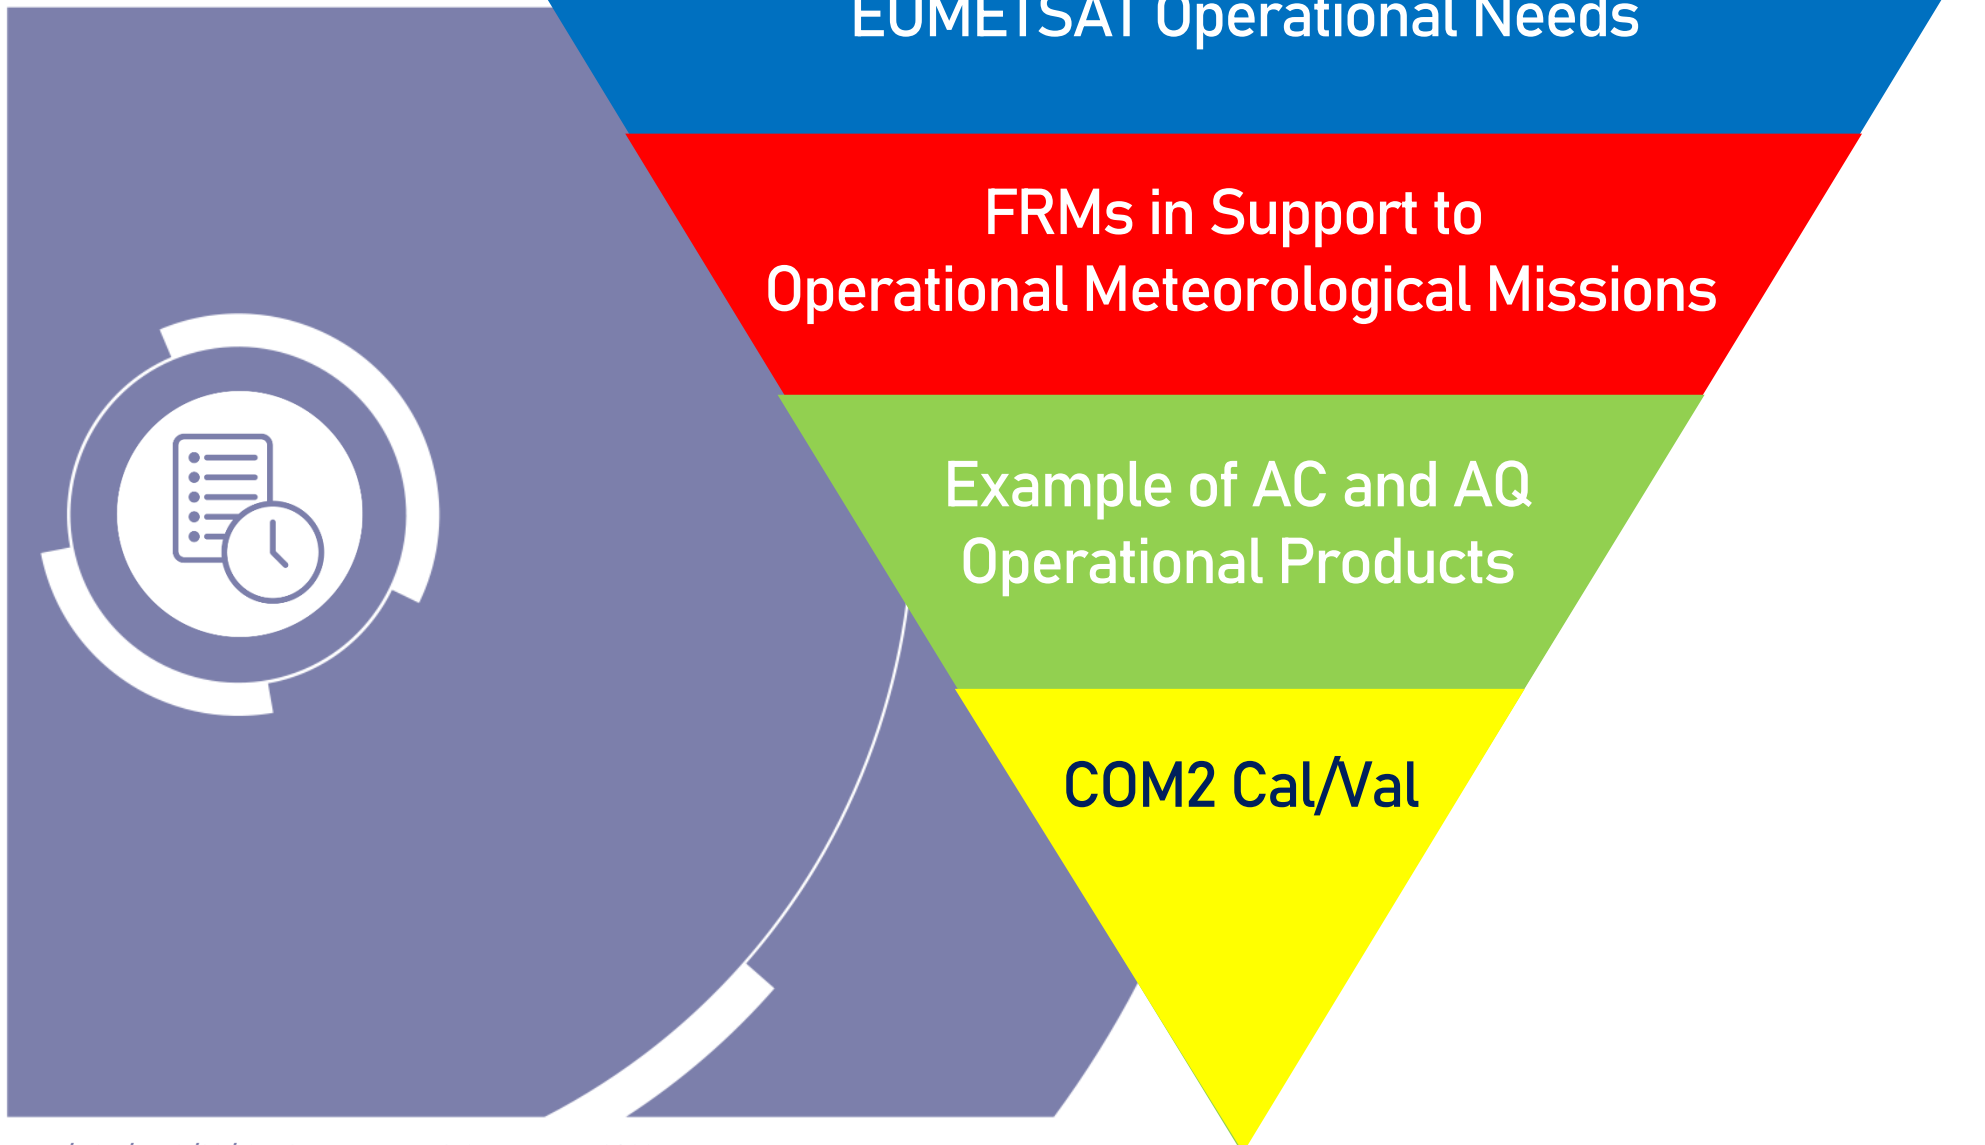 EUMETSAT Operational Needs
FRMs in Support to
Operational Meteorological Missions
Example of AC and AQ
Operational Products
COM2 Cal/Val